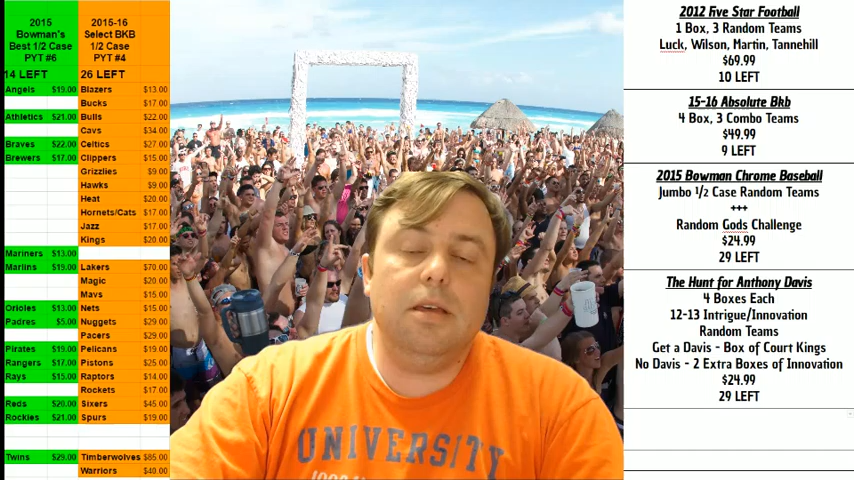 2015
Bowman's
Best 1/2 Case
PYT #6
14 LEFT
Angels $19.00
Athletics $21.00
Braves $22.00
Brewers $17.00
Mariners $13.00
Marlins $19.00
Orioles $13.00
Padres $5.00
Pirates $19.00
Rangers $17.00
Rays $15.00
Reds $20.00
Rockies $21.00
Twins $29.00
2015-16
Select BKB
1/2 Case
PYT #4
26 LEFT
Blazers $13.00
Bucks $17.00
Bulls $22.00
Cavs $34.00
Celtics $27.00
Clippers $15.00
Grizzlies $9.00
Hawks $9.00
Heat $20.00
Hornets/Cats $17.00
Jazz $17.00
Kings $20.00
Lakers $70.00
Magic $20.00
Mavs $15.00
Nets $15.00
Nuggets $29.00
Pacers $29.00
Pelicans $19.00
Pistons $25.00
Raptors $14.00
Rockets $17.00
Sixers $45.00
Spurs $19.00
Timberwolves $85.00
Warriors $40.00
UNIVERSITY
2012 Five Star Football
1 Box, 3 Random Teams
Luck, Wilson, Martin, Tannehill
$69.99
10 LEFT
15-16 Absolute Bkb
4 Box, 3 Combo Teams
$49.99
9 LEFT
2015 Bowman Chrome Baseball
Jumbo 1/2 Case Random Teams
+++
Random Gods Challenge
$24.99
29 LEFT
The Hunt for Anthony Davis
4 Boxes Each
12-13 Intrigue/Innovation
Random Teams
Get a Davis - Box of Court Kings
No Davis - 2 Extra Boxes of Innovation
$24.99
29 LEFT